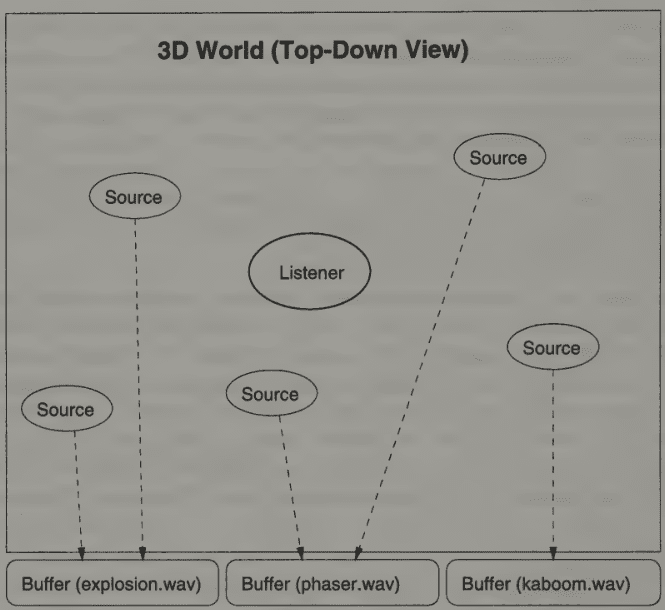 3D World (Top-Down View)
Source
Source
Listener
Source
Source
Source
Buffer (explosion.wav)
Buffer (phaser.wav)
Buffer (kaboom.wav)